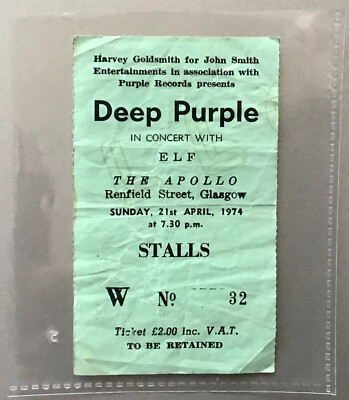 Harvey Goldsmith for John Smith
Entertainments in association with
Purple Records presents
Deep Purple
IN CONCERT WITH
ELF
THE APOLLO
Renfield Street, Glasgow
SUNDAY, 21st APRIL, 1974
at 7.30 p.m.
STALLS
W No ---- 32
Ticket £2.00 Inc. V.A.T.
TO BE RETAINED